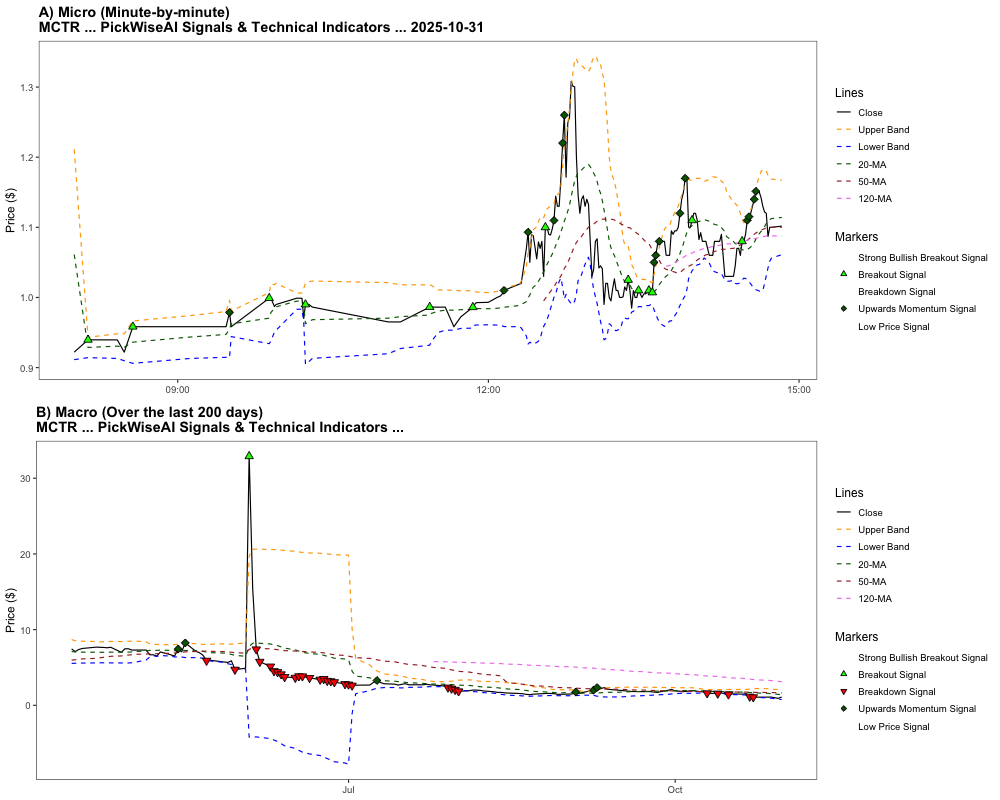 A) Micro (Minute-by-minute)
MCTR ... PickWiseAI Signals & Technical Indicators ... 2025-10-31
Price ($)
1.3
1.2
1.1
1.0
0.9
09:00
12:00
15:00
Lines
Close
Upper Band
Lower Band
20-MA
50-MA
120-MA
Markers
Strong Bullish Breakout Signal
Breakout Signal
Breakdown Signal
Upwards Momentum Signal
Low Price Signal
B) Macro (Over the last 200 days)
MCTR ... PickWiseAI Signals & Technical Indicators ...
Price ($)
30
20
10
0
Jul
Oct
Lines
Close
Upper Band
Lower Band
20-MA
50-MA
120-MA
Markers
Strong Bullish Breakout Signal
Breakout Signal
Breakdown Signal
Upwards Momentum Signal
Low Price Signal